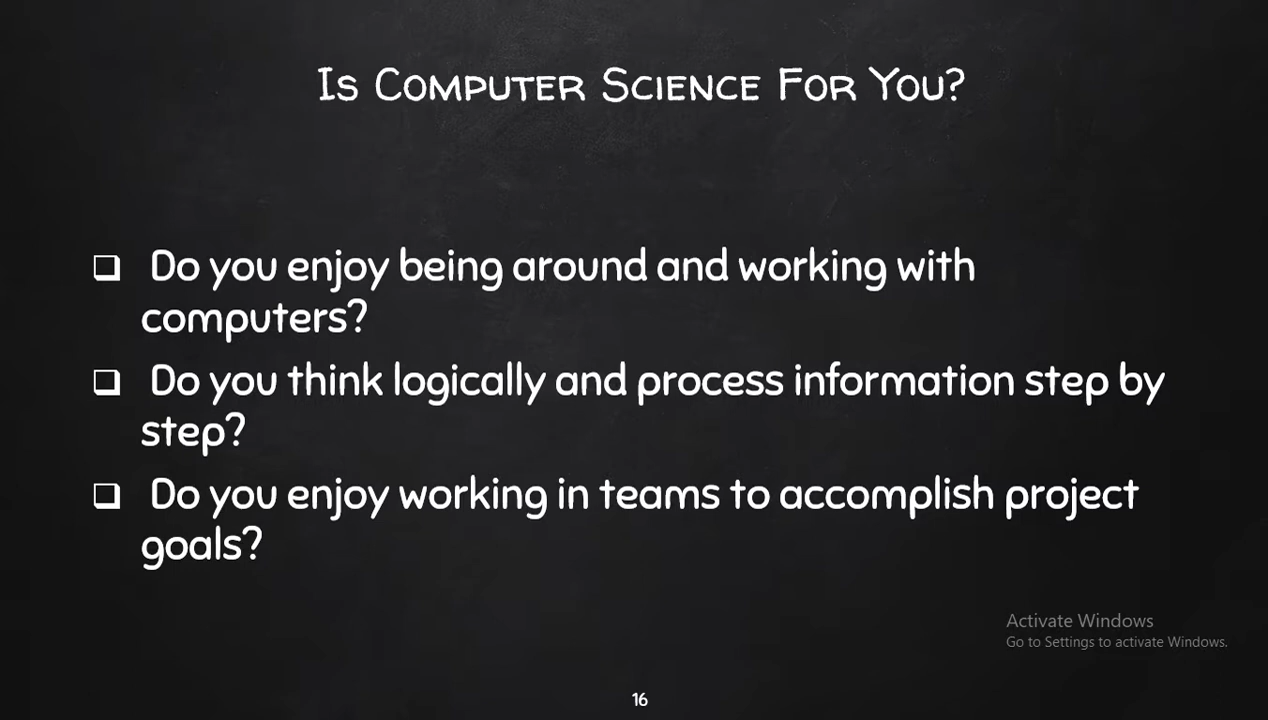 Is Computer Science For You?
❑ Do you enjoy being around and working with
computers?
❑ Do you think logically and process information step by
step?
❑ Do you enjoy working in teams to accomplish project
goals?
Activate Windows
Go to Settings to activate Windows.
16